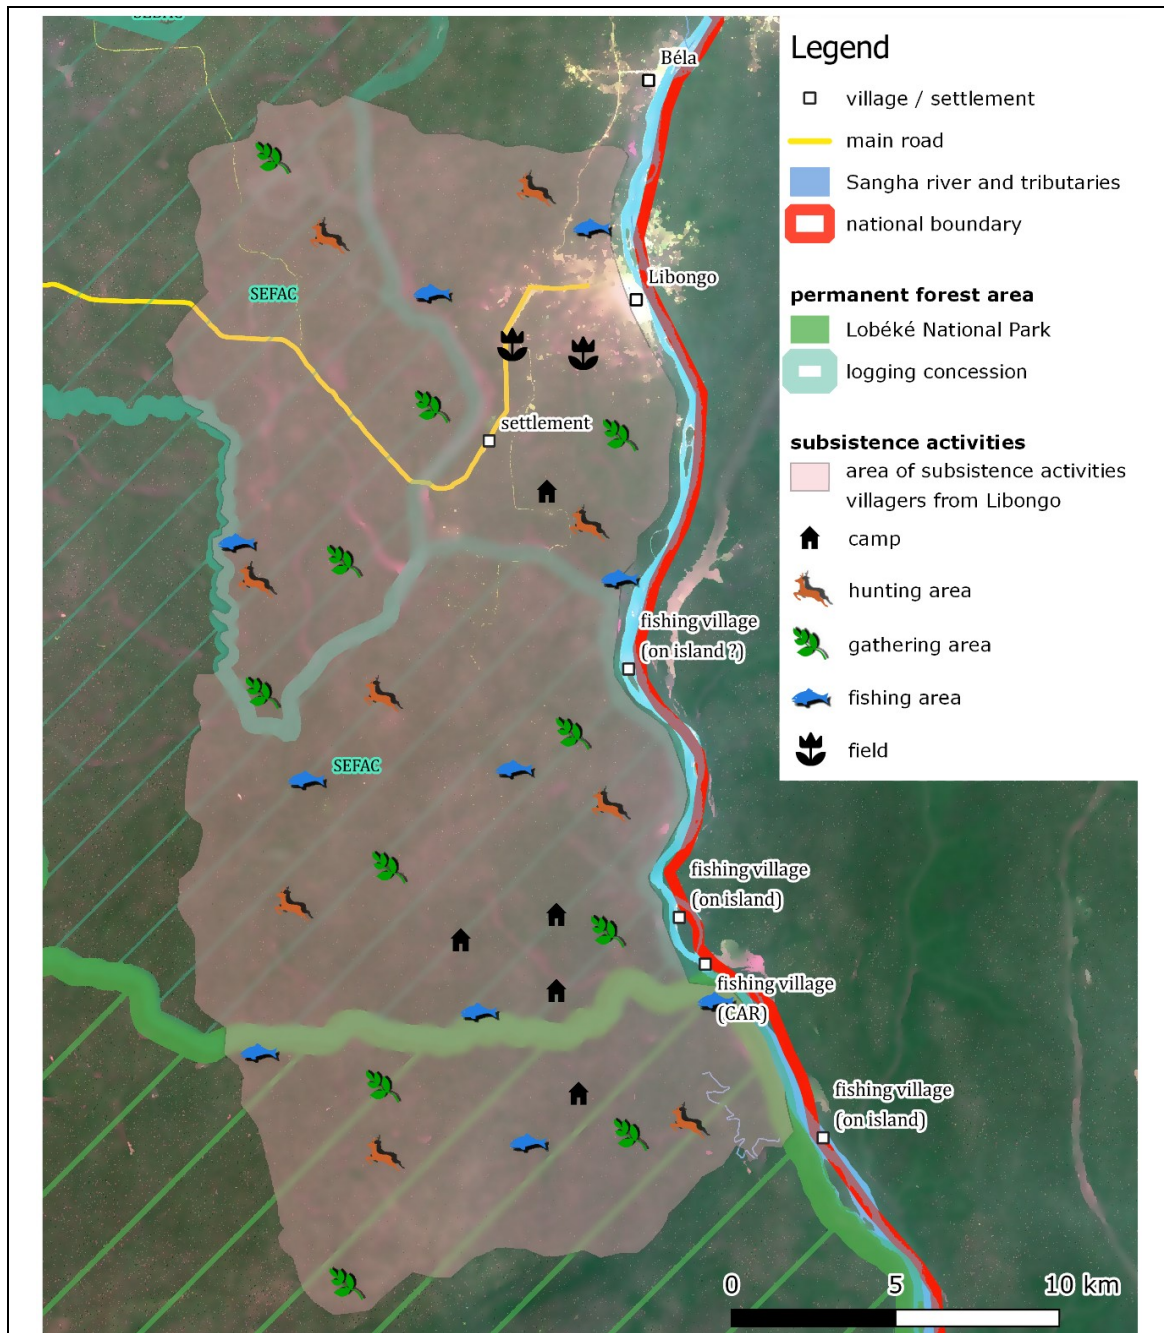 SEFAC
Béla
Libongo
SEFAC
settlement
fishing village
(on island ?)
SEFAC
fishing village
(on island)
fishing village
(CAR)
fishing village
(on island)
0 5 10 km
Legend
village / settlement
main road
Sangha river and tributaries
national boundary
permanent forest area
Lobéké National Park
logging concession
subsistence activities
area of subsistence activities
villagers from Libongo
camp
hunting area
gathering area
fishing area
field